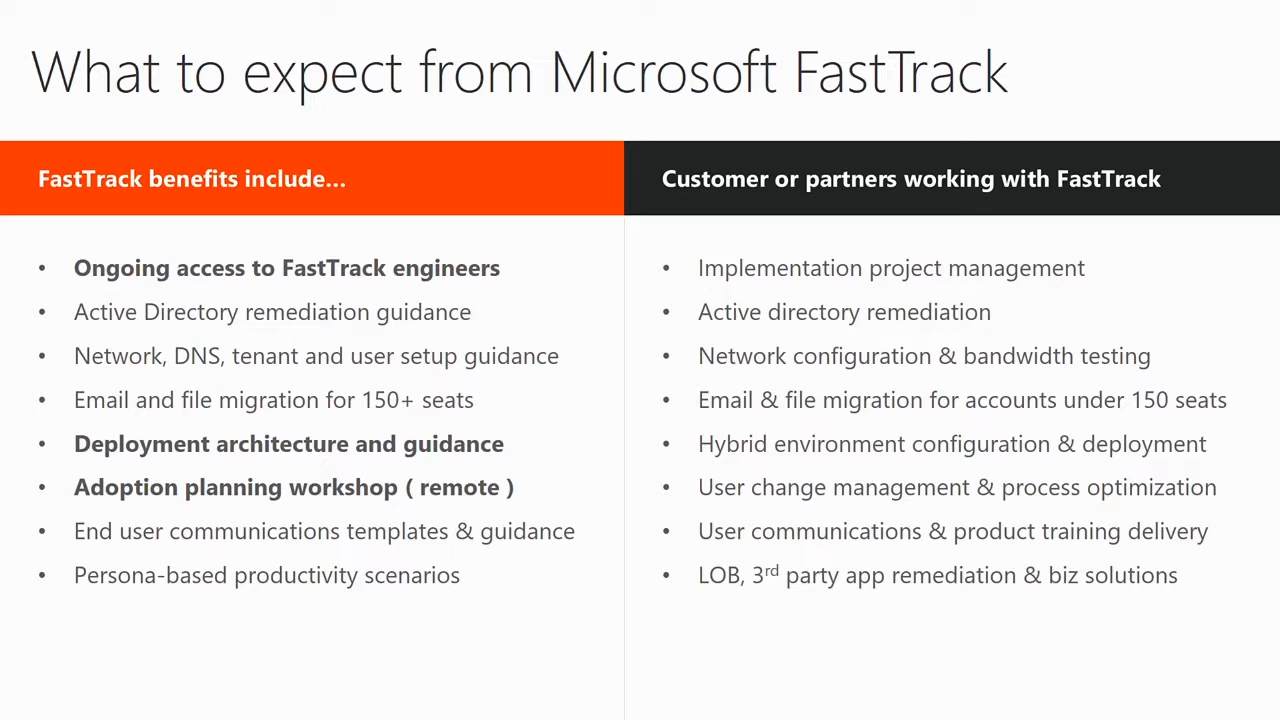 What to expect from Microsoft FastTrack
FastTrack benefits include...
• Ongoing access to FastTrack engineers
• Active Directory remediation guidance
• Network, DNS, tenant and user setup guidance
• Email and file migration for 150+ seats
• Deployment architecture and guidance
• Adoption planning workshop ( remote )
• End user communications templates & guidance
• Persona-based productivity scenarios
Customer or partners working with FastTrack
• Implementation project management
• Active directory remediation
• Network configuration & bandwidth testing
• Email & file migration for accounts under 150 seats
• Hybrid environment configuration & deployment
• User change management & process optimization
• User communications & product training delivery
• LOB, 3rd party app remediation & biz solutions